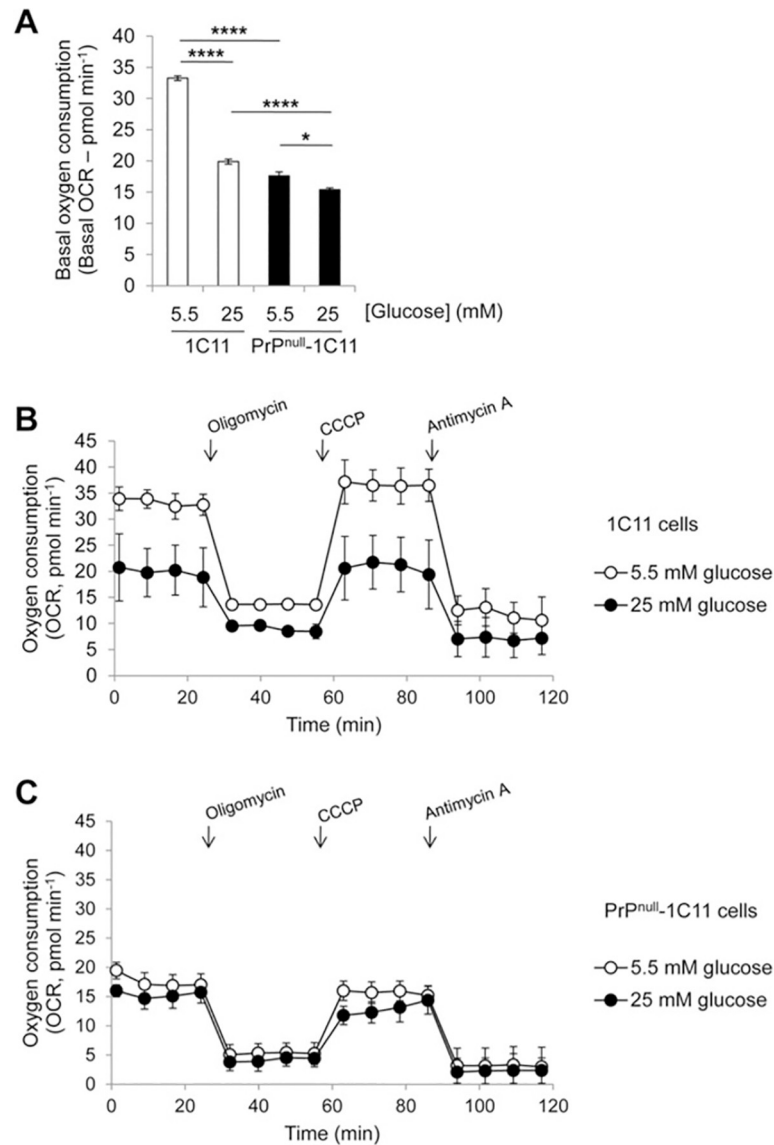 A
Basal oxygen consumption
(Basal OCR – pmol min⁻¹)
40
35
30
25
20
15
10
5
0
****
****
****
*
5.5 25 5.5 25 [Glucose] (mM)
1C11 PrPⁿᵘˡˡ-1C11
B
Oligomycin CCCP Antimycin A
Oxygen consumption
(OCR, pmol min⁻¹)
45
40
35
30
25
20
15
10
5
0
0 20 40 60 80 100 120
Time (min)
1C11 cells
5.5 mM glucose
25 mM glucose
C
Oligomycin CCCP Antimycin A
Oxygen consumption
(OCR, pmol min⁻¹)
45
40
35
30
25
20
15
10
5
0
0 20 40 60 80 100 120
Time (min)
PrPⁿᵘˡˡ-1C11 cells
5.5 mM glucose
25 mM glucose